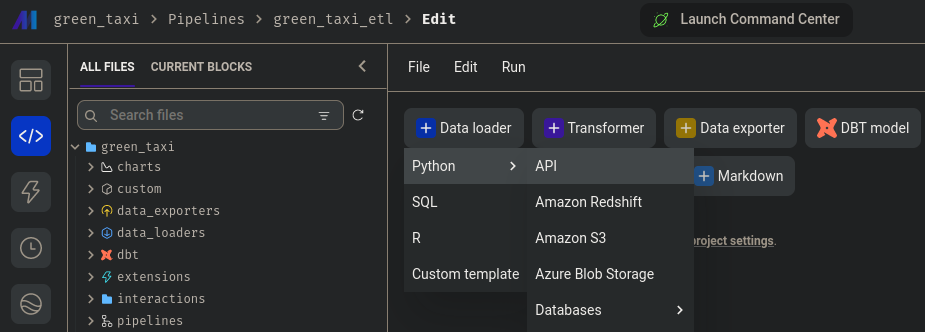 green_taxi > Pipelines > green_taxi_etl > Edit
Launch Command Center
ALL FILES CURRENT BLOCKS
File Edit Run
Search files
Data loader Transformer Data exporter DBT model
green_taxi
charts
custom
data_exporters
data_loaders
dbt
extensions
interactions
pipelines
Python
SQL
R
Custom template
API
Amazon Redshift
Amazon S3
Azure Blob Storage
Databases
Markdown
project settings.